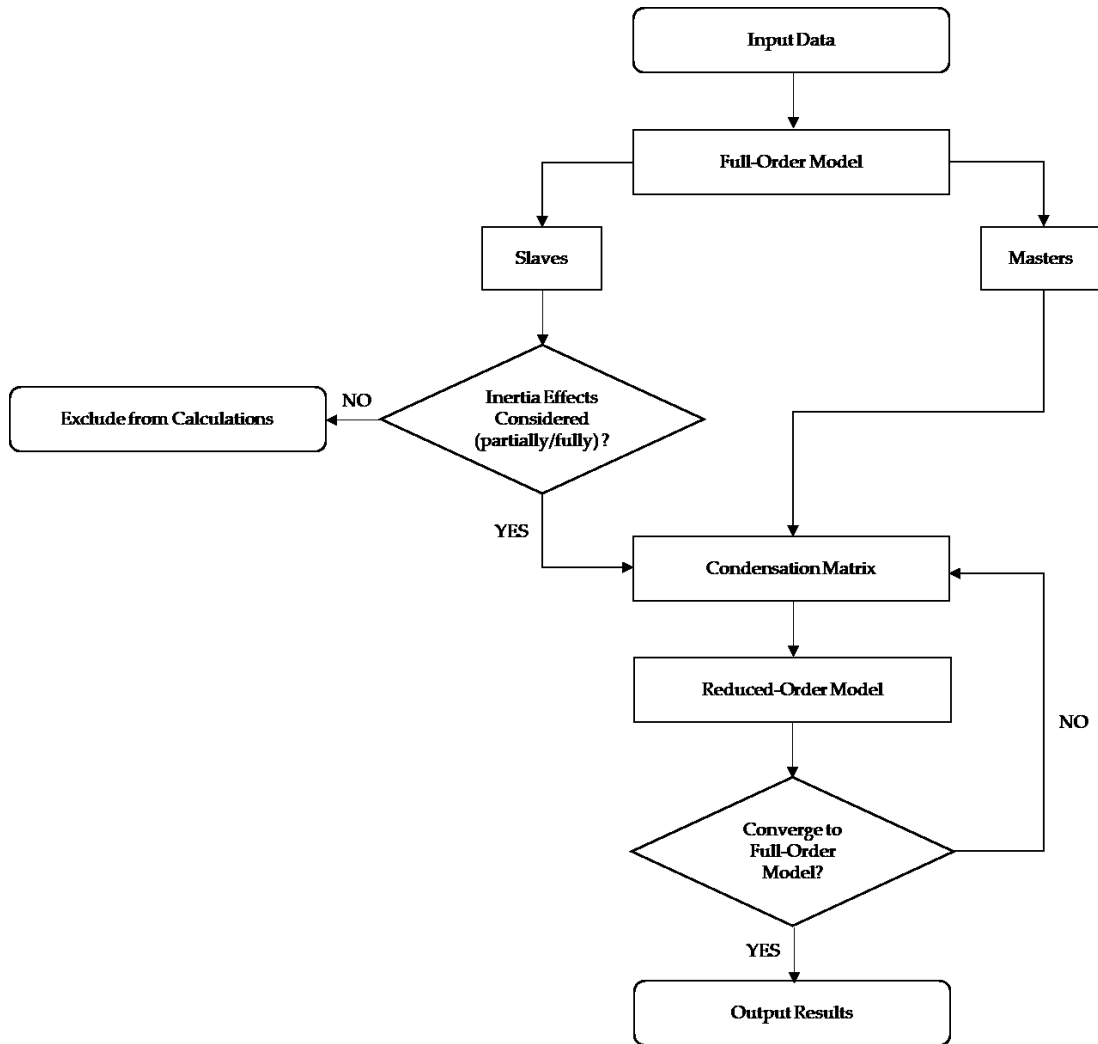 Input Data
Full-Order Model
Slaves
Masters
Inertia Effects
Considered
(partially/fully) ?
NO
Exclude from Calculations
YES
Condensation Matrix
Reduced-Order Model
NO
Converge to
Full-Order
Model?
YES
Output Results